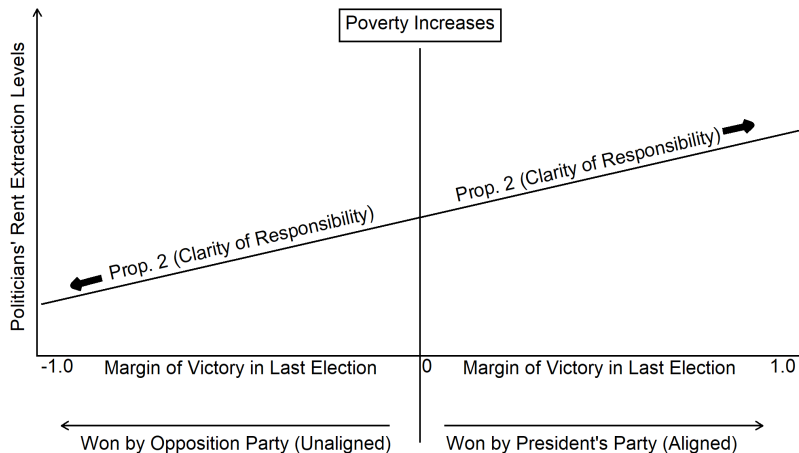 Poverty Increases
Politicians' Rent Extraction Levels
Prop. 2 (Clarity of Responsibility)
Prop. 2 (Clarity of Responsibility)
-1.0
Margin of Victory in Last Election
0
Margin of Victory in Last Election
1.0
Won by Opposition Party (Unaligned)
Won by President's Party (Aligned)